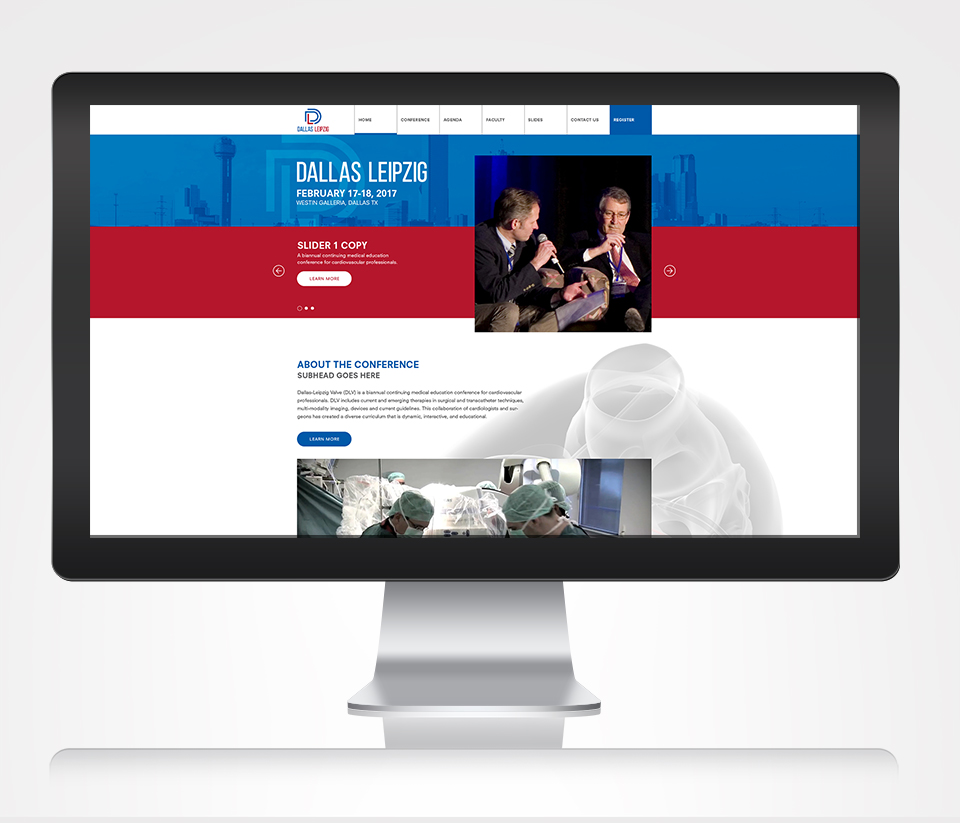 DALLAS LEIPZIG
HOME
CONFERENCE
AGENDA
FACULTY
SLIDES
CONTACT US
REGISTER
DALLAS LEIPZIG
FEBRUARY 17-18, 2017
WESTIN GALLERIA, DALLAS TX
SLIDER 1 COPY
A biannual continuing medical education
conference for cardiovascular professionals.
LEARN MORE
ABOUT THE CONFERENCE
SUBHEAD GOES HERE
Dallas-Leipzig Valve (DLV) is a biannual continuing medical education conference for cardiovascular
professionals. DLV includes current and emerging therapies in surgical and transcatheter techniques,
multi-modality imaging, devices and current guidelines. This collaboration of cardiologists and sur-
geons has created a diverse curriculum that is dynamic, interactive, and educational.
LEARN MORE